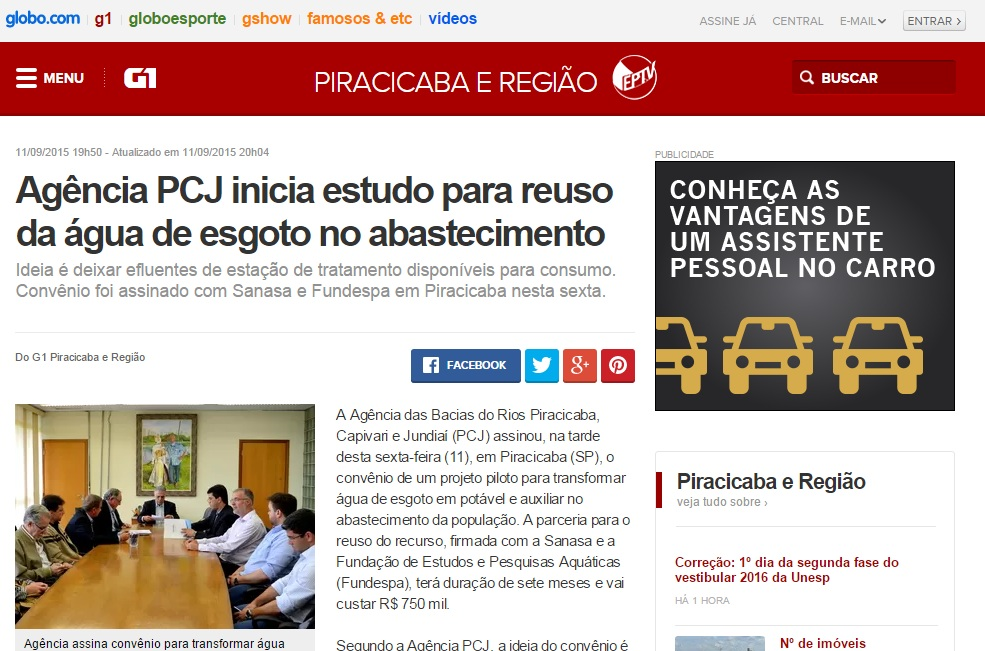 globo.com g1 globoesporte gshow famosos & etc vídeos
ASSINE JÁ CENTRAL E-MAIL ENTRAR ›
MENU G1 PIRACICABA E REGIÃO EPTV BUSCAR
11/09/2015 19h50 - Atualizado em 11/09/2015 20h04
Agência PCJ inicia estudo para reuso
da água de esgoto no abastecimento
Ideia é deixar efluentes de estação de tratamento disponíveis para consumo.
Convênio foi assinado com Sanasa e Fundespa em Piracicaba nesta sexta.
Do G1 Piracicaba e Região
FACEBOOK
g+
A Agência das Bacias do Rios Piracicaba,
Capivari e Jundiaí (PCJ) assinou, na tarde
desta sexta-feira (11), em Piracicaba (SP), o
convênio de um projeto piloto para transformar
água de esgoto em potável e auxiliar no
abastecimento da população. A parceria para o
reuso do recurso, firmada com a Sanasa e a
Fundação de Estudos e Pesquisas Aquáticas
(Fundespa), terá duração de sete meses e vai
custar R$ 750 mil.
Segundo a Agência PCJ, a ideia do convênio é
Agência assina convênio para transformar água
PUBLICIDADE
CONHEÇA AS
VANTAGENS DE
UM ASSISTENTE
PESSOAL NO CARRO
Piracicaba e Região
veja tudo sobre ›
Correção: 1º dia da segunda fase do
vestibular 2016 da Unesp
HÁ 1 HORA
Nº de imóveis